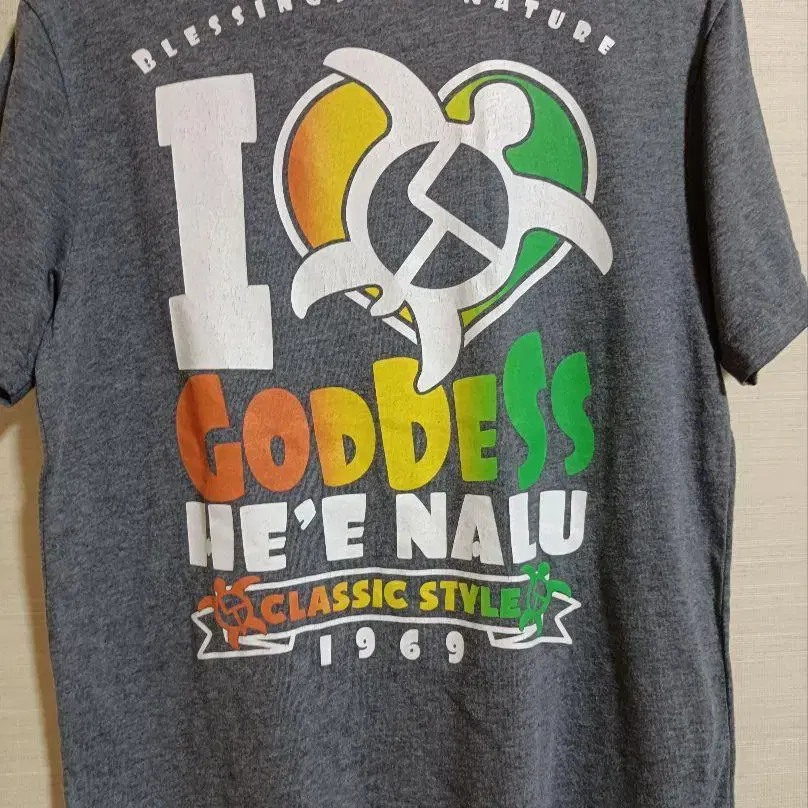 BLESSING NATURE
I
GODDESS
HE'E NALU
CLASSIC STYLE
1969